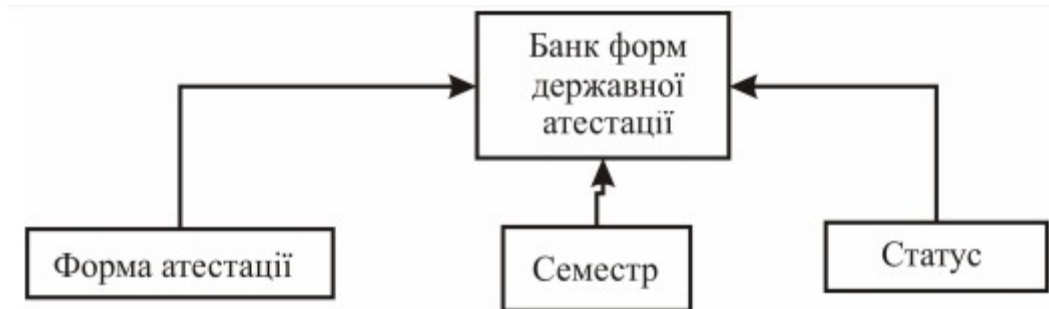 Банк форм
державної
атестації
Форма атестації
Семестр
Статус